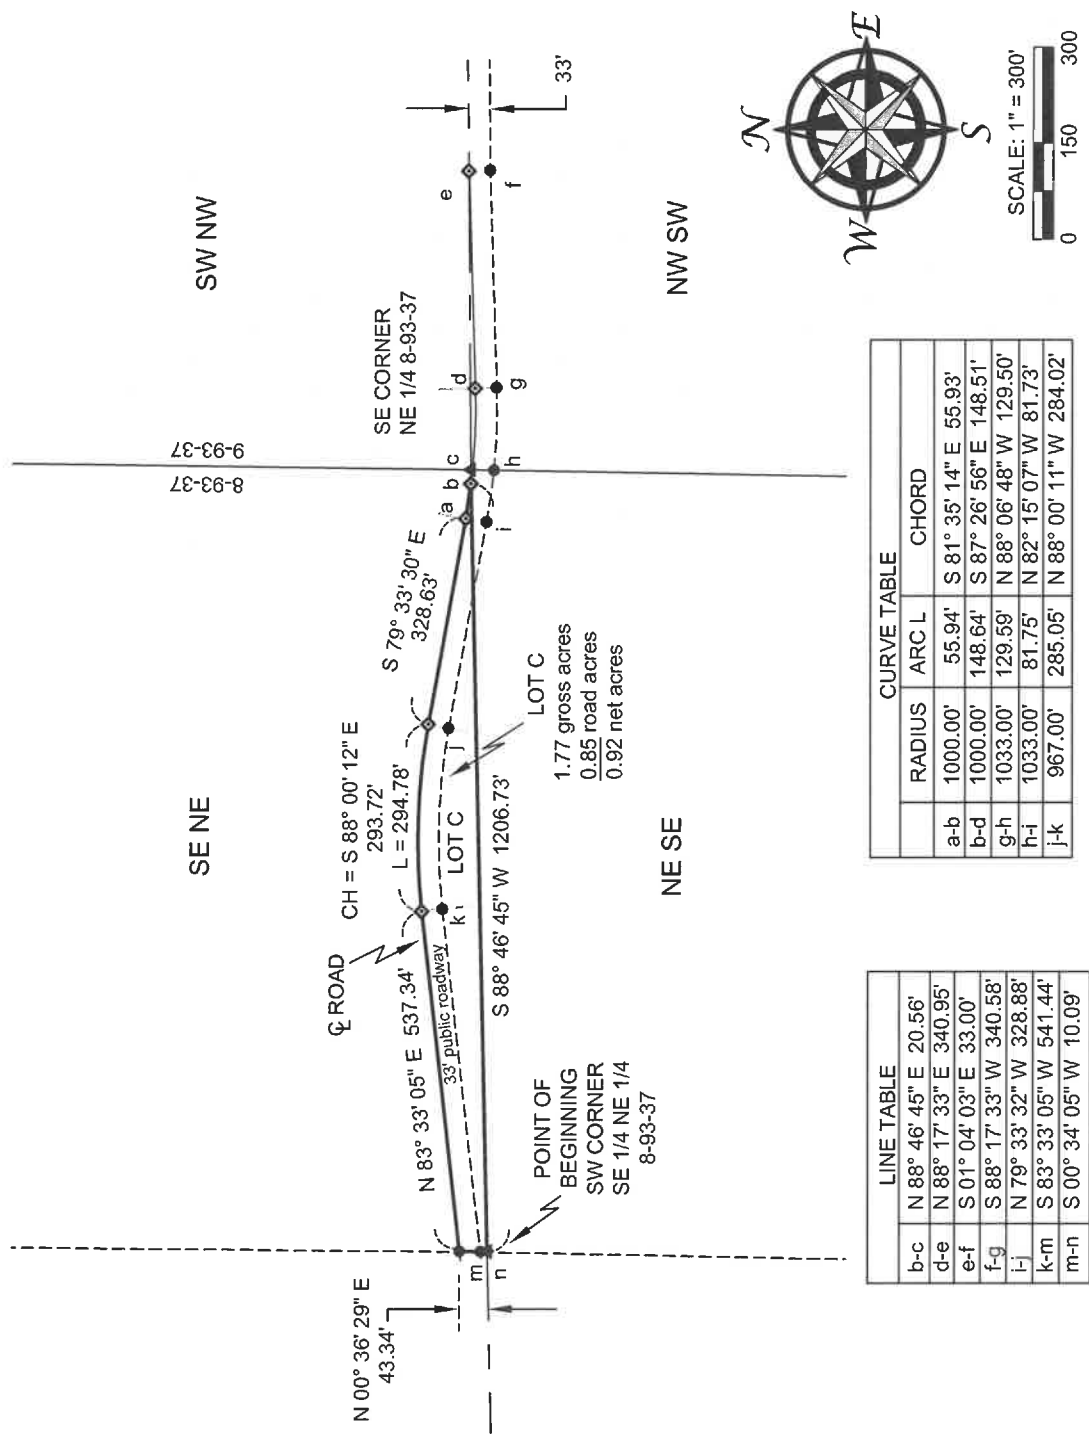 SW NW
SE NE
N
W
E
S
SCALE: 1" = 300'
0 150 300
NW SW
NE SE
9-93-37
8-93-37
SE CORNER
NE 1/4 8-93-37
33'
a
b
c
d
e
f
g
h
i
j
k
m
n
S 79° 33' 30" E
328.63'
CH = S 88° 00' 12" E
293.72'
L = 294.78'
℄ ROAD
N 83° 33' 05" E 537.34'
33' public roadway
LOT C
LOT C
1.77 gross acres
0.85 road acres
0.92 net acres
S 88° 46' 45" W 1206.73'
N 00° 36' 29" E
43.34'
POINT OF
BEGINNING
SW CORNER
SE 1/4 NE 1/4
8-93-37
LINE TABLE
b-c N 88° 46' 45" E 20.56'
d-e N 88° 17' 33" E 340.95'
e-f S 01° 04' 03" E 33.00'
f-g S 88° 17' 33" W 340.58'
i-j N 79° 33' 32" W 328.88'
k-m S 83° 33' 05" W 541.44'
m-n S 00° 34' 05" W 10.09'
CURVE TABLE
RADIUS ARC L CHORD
a-b 1000.00' 55.94' S 81° 35' 14" E 55.93'
b-d 1000.00' 148.64' S 87° 26' 56" E 148.51'
g-h 1033.00' 129.59' N 88° 06' 48" W 129.50'
h-i 1033.00' 81.75' N 82° 15' 07" W 81.73'
j-k 967.00' 285.05' N 88° 00' 11" W 284.02'